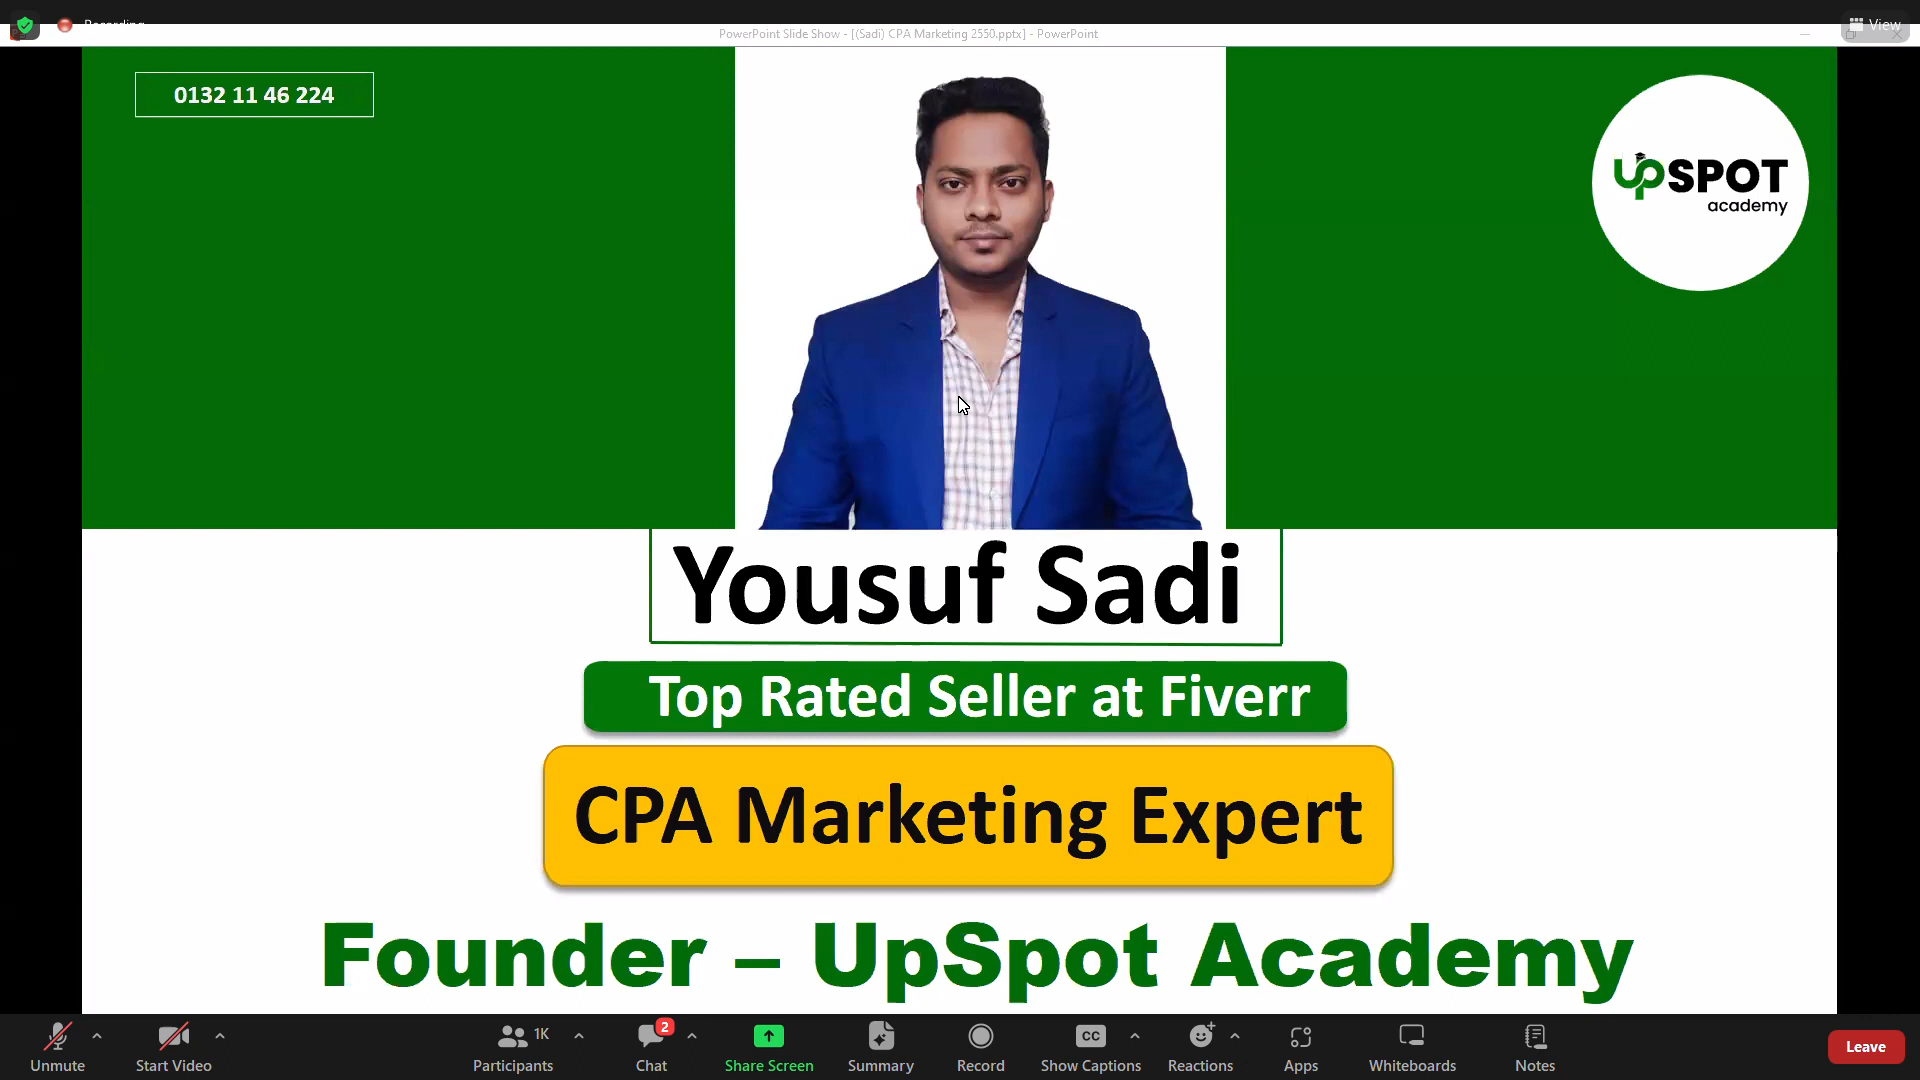 Recording
View
PowerPoint Slide Show - [(Sadi) CPA Marketing 2550.pptx] - PowerPoint
0132 11 46 224
upSPOT
academy
Yousuf Sadi
Top Rated Seller at Fiverr
CPA Marketing Expert
Founder – UpSpot Academy
1K
2
CC
Unmute
Start Video
Participants
Chat
Share Screen
Summary
Record
Show Captions
Reactions
Apps
Whiteboards
Notes
Leave